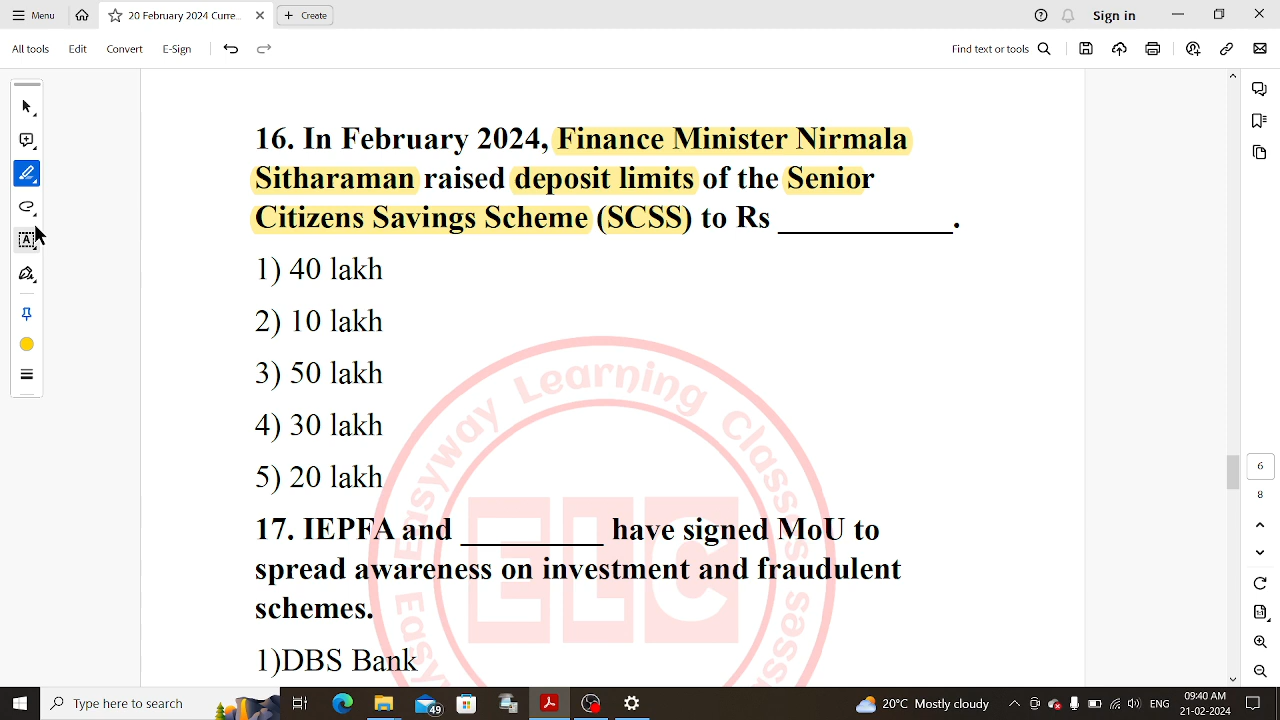 Menu
20 February 2024 Curre...
Create
Sign in
All tools
Edit
Convert
E-Sign
Find text or tools
16. In February 2024, Finance Minister Nirmala
Sitharaman raised deposit limits of the Senior
Citizens Savings Scheme (SCSS) to Rs ____________.
1) 40 lakh
2) 10 lakh
3) 50 lakh
4) 30 lakh
5) 20 lakh
17. IEPFA and __________ have signed MoU to
spread awareness on investment and fraudulent
schemes.
1)DBS Bank
Easyway Learning Classes
ELC
6
8
Type here to search
49
20°C Mostly cloudy
ENG
09:40 AM
21-02-2024